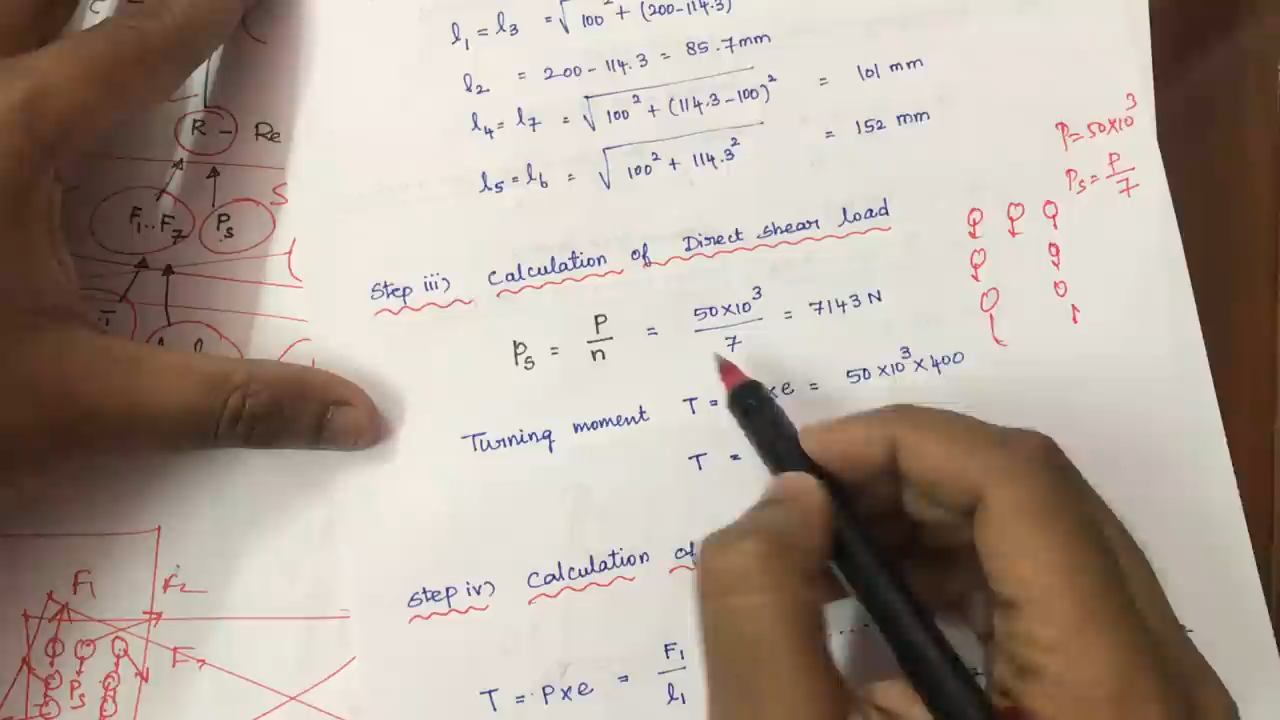 l₁ = l₃ = √100² + (200-114.3)
l₂ = 200 - 114.3 = 85.7mm
l₄ = l₇ = √100² + (114.3-100)² = 101 mm
l₅ = l₆ = √100² + 114.3² = 152 mm
P=50×10³
Ps = P/7
R - Re
F₁..F₇ Ps
S
T
Step iii) Calculation of Direct shear load
Ps = P/n = 50×10³/7 = 7143 N
Turning moment T = ×e = 50×10³×400
T =
Step iv) Calculation of
T = P×e = F₁/l₁
F₁ F₂
F₇
Ps